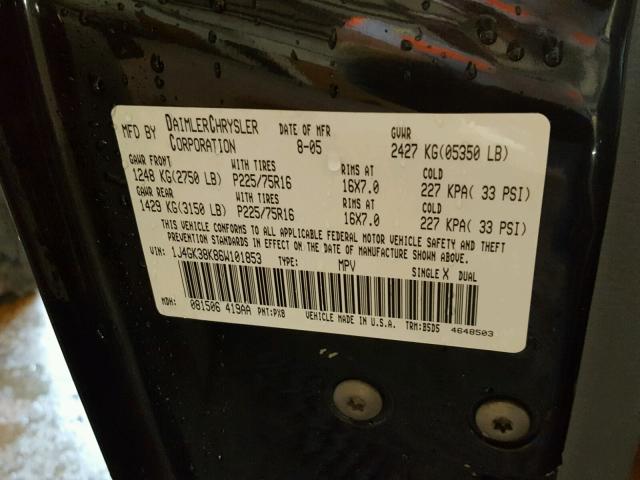 MFD BY DAIMLERCHRYSLER CORPORATION DATE OF MFR 8-05 GVWR 2427 KG(05350 LB)
GAWR FRONT WITH TIRES RIMS AT COLD
1248 KG(2750 LB) P225/75R16 16X7.0 227 KPA( 33 PSI)
GAWR REAR WITH TIRES RIMS AT COLD
1429 KG(3150 LB) P225/75R16 16X7.0 227 KPA( 33 PSI)
THIS VEHICLE CONFORMS TO ALL APPLICABLE FEDERAL MOTOR VEHICLE SAFETY AND THEFT
PREVENTION STANDARDS IN EFFECT ON THE DATE OF MANUFACTURE SHOWN ABOVE.
VIN: 1J4GK38K86W101853 TYPE: MPV SINGLE X DUAL
MDH: 081506 419AA PNT:PX8 VEHICLE MADE IN U.S.A. TRM:B5D5 4648503